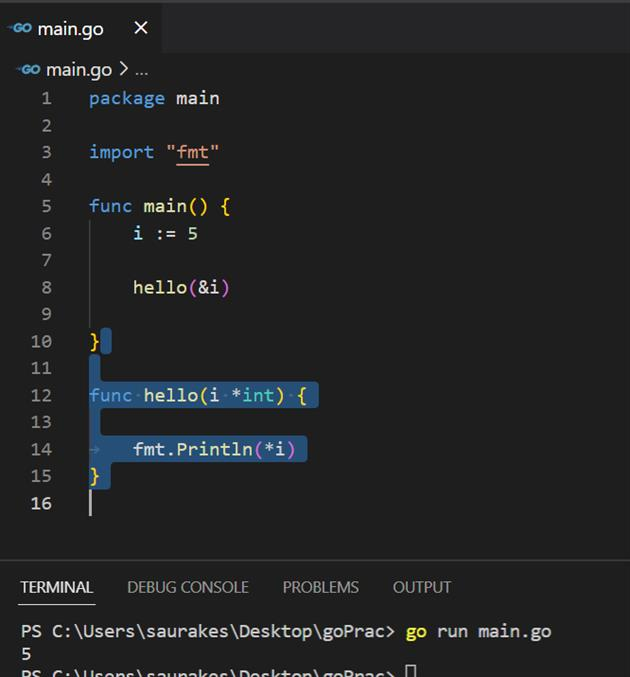 GO main.go ×
GO main.go > ...
1 package main
2
3 import "fmt"
4
5 func main() {
6 i := 5
7
8 hello(&i)
9
10 }
11
12 func hello(i *int) {
13
14 fmt.Println(*i)
15 }
16
TERMINAL DEBUG CONSOLE PROBLEMS OUTPUT
PS C:\Users\saurakes\Desktop\goPrac> go run main.go
5
PS C:\Users\saurakes\Desktop\goPrac>